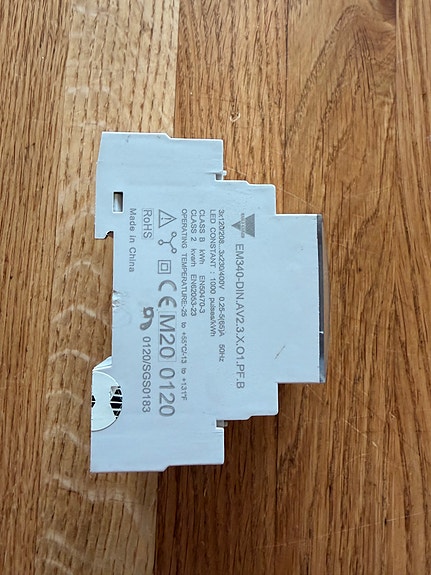 EM340-DIN.AV2.3.X.O1.PF.B
3x120/208...3x230/400V 0.25-5(85)A 50Hz
LED CONSTANT : 1000 pulses/kWh
CLASS B kWh EN50470-3
CLASS 2 kvarh EN62053-23
OPERATING TEMPERATURE:-25 to +55°C/-13 to +131°F
CE M20 0120
0120/SGS0183
RoHS
Made in China